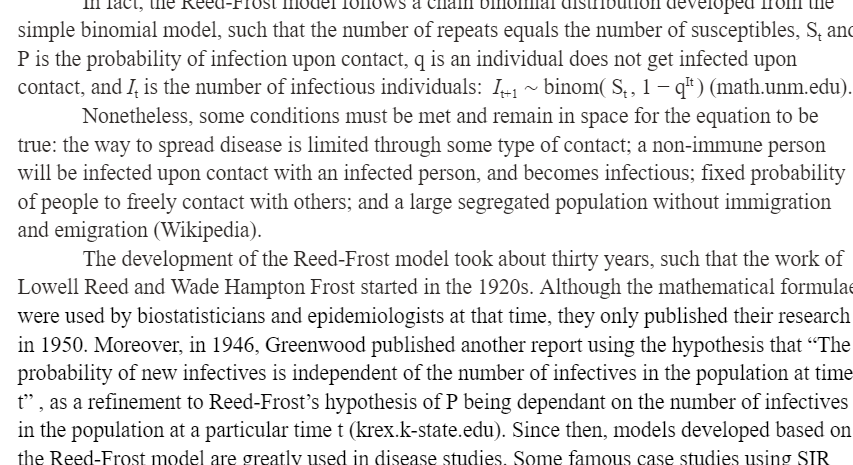 In fact, the Reed-Frost model follows a chain binomial distribution developed from the
simple binomial model, such that the number of repeats equals the number of susceptibles, Sₜ and
P is the probability of infection upon contact, q is an individual does not get infected upon
contact, and Iₜ is the number of infectious individuals: Iₜ₊₁ ~ binom( Sₜ , 1 − q^It ) (math.unm.edu).
Nonetheless, some conditions must be met and remain in space for the equation to be
true: the way to spread disease is limited through some type of contact; a non-immune person
will be infected upon contact with an infected person, and becomes infectious; fixed probability
of people to freely contact with others; and a large segregated population without immigration
and emigration (Wikipedia).
The development of the Reed-Frost model took about thirty years, such that the work of
Lowell Reed and Wade Hampton Frost started in the 1920s. Although the mathematical formulae
were used by biostatisticians and epidemiologists at that time, they only published their research
in 1950. Moreover, in 1946, Greenwood published another report using the hypothesis that “The
probability of new infectives is independent of the number of infectives in the population at time
t” , as a refinement to Reed-Frost’s hypothesis of P being dependant on the number of infectives
in the population at a particular time t (krex.k-state.edu). Since then, models developed based on
the Reed-Frost model are greatly used in disease studies. Some famous case studies using SIR